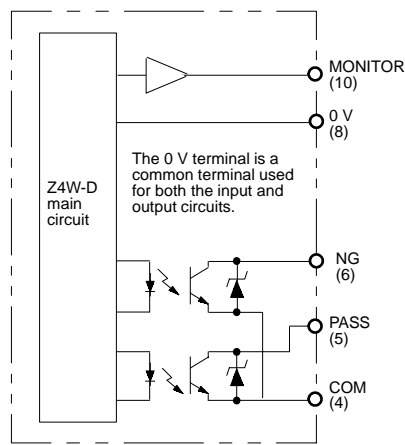 MONITOR
(10)
0 V
(8)
The 0 V terminal is a
common terminal used
for both the input and
output circuits.
Z4W-D
main
circuit
NG
(6)
PASS
(5)
COM
(4)